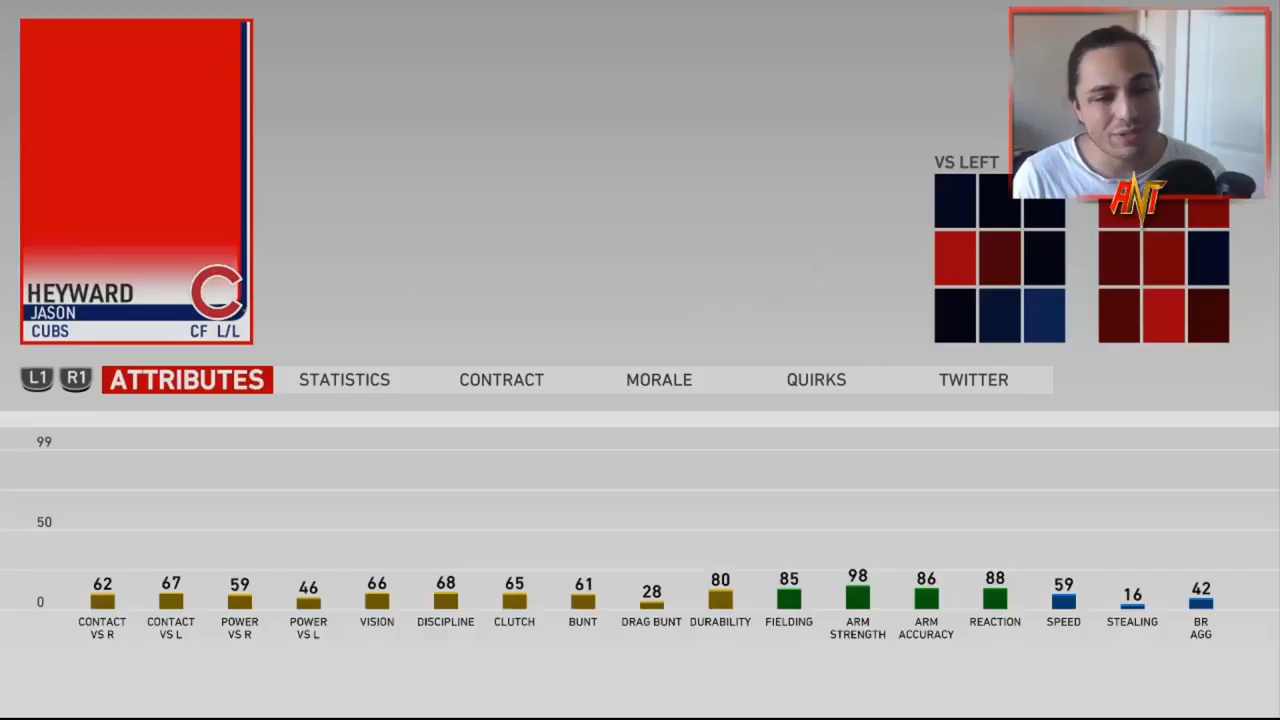 VS LEFT
ANT
HEYWARD
JASON
CUBS CF L/L
C
L1 R1 ATTRIBUTES STATISTICS CONTRACT MORALE QUIRKS TWITTER
99
50
0
62 67 59 46 66 68 65 61 28 80 85 98 86 88 59 16 42
CONTACT VS R
CONTACT VS L
POWER VS R
POWER VS L
VISION
DISCIPLINE
CLUTCH
BUNT
DRAG BUNT
DURABILITY
FIELDING
ARM STRENGTH
ARM ACCURACY
REACTION
SPEED
STEALING
BR AGG